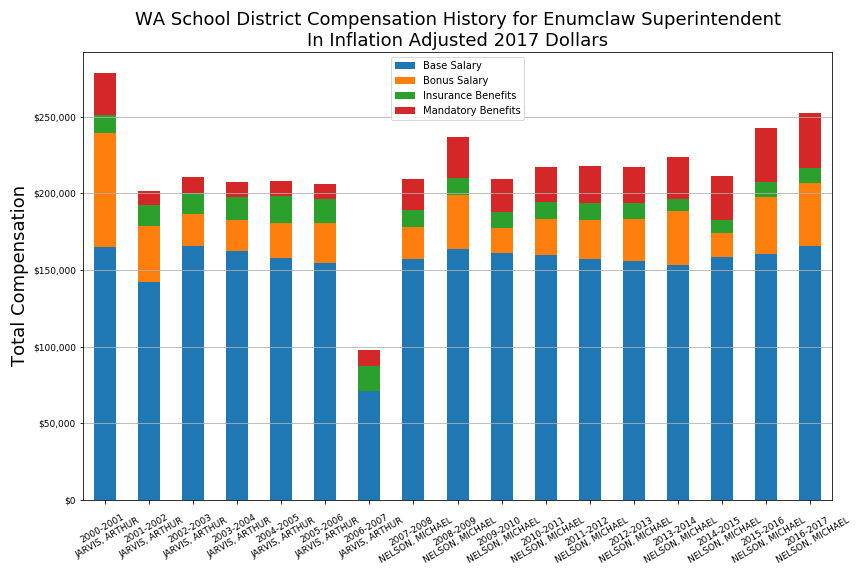 WA School District Compensation History for Enumclaw Superintendent
In Inflation Adjusted 2017 Dollars
Base Salary
Bonus Salary
Insurance Benefits
Mandatory Benefits
Total Compensation
$250,000
$200,000
$150,000
$100,000
$50,000
$0
2000-2001
JARVIS, ARTHUR
2001-2002
JARVIS, ARTHUR
2002-2003
JARVIS, ARTHUR
2003-2004
JARVIS, ARTHUR
2004-2005
JARVIS, ARTHUR
2005-2006
JARVIS, ARTHUR
2006-2007
JARVIS, ARTHUR
2007-2008
NELSON, MICHAEL
2008-2009
NELSON, MICHAEL
2009-2010
NELSON, MICHAEL
2010-2011
NELSON, MICHAEL
2011-2012
NELSON, MICHAEL
2012-2013
NELSON, MICHAEL
2013-2014
NELSON, MICHAEL
2014-2015
NELSON, MICHAEL
2015-2016
NELSON, MICHAEL
2016-2017
NELSON, MICHAEL